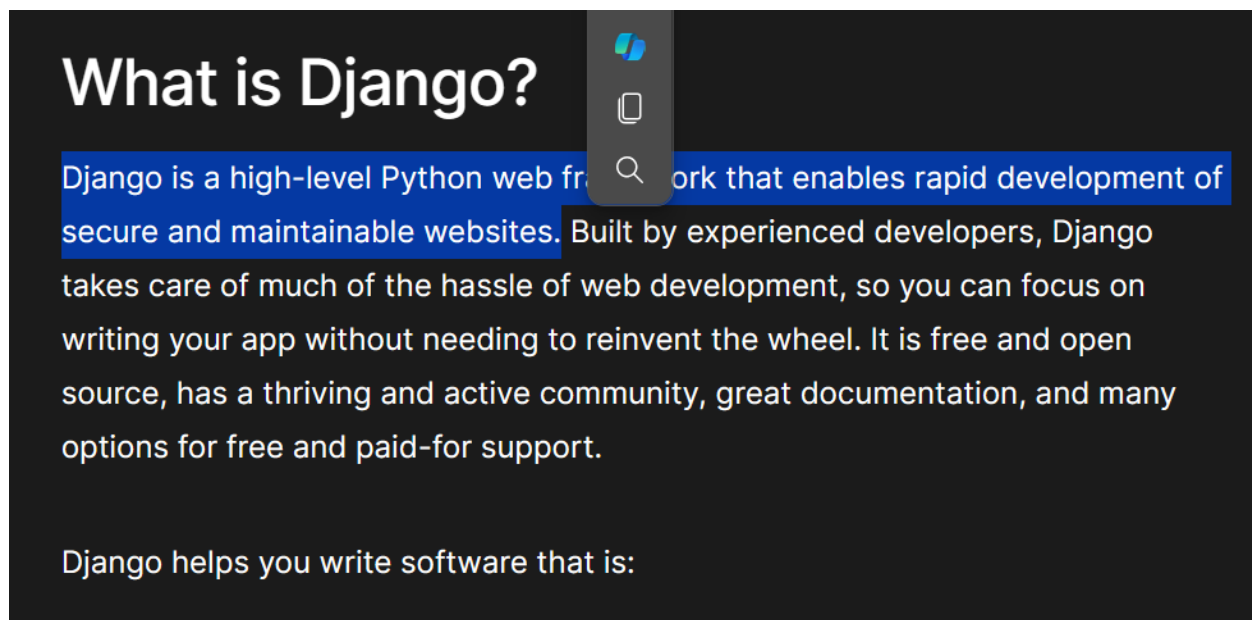 What is Django?
Django is a high-level Python web fr ork that enables rapid development of
secure and maintainable websites. Built by experienced developers, Django
takes care of much of the hassle of web development, so you can focus on
writing your app without needing to reinvent the wheel. It is free and open
source, has a thriving and active community, great documentation, and many
options for free and paid-for support.
Django helps you write software that is: